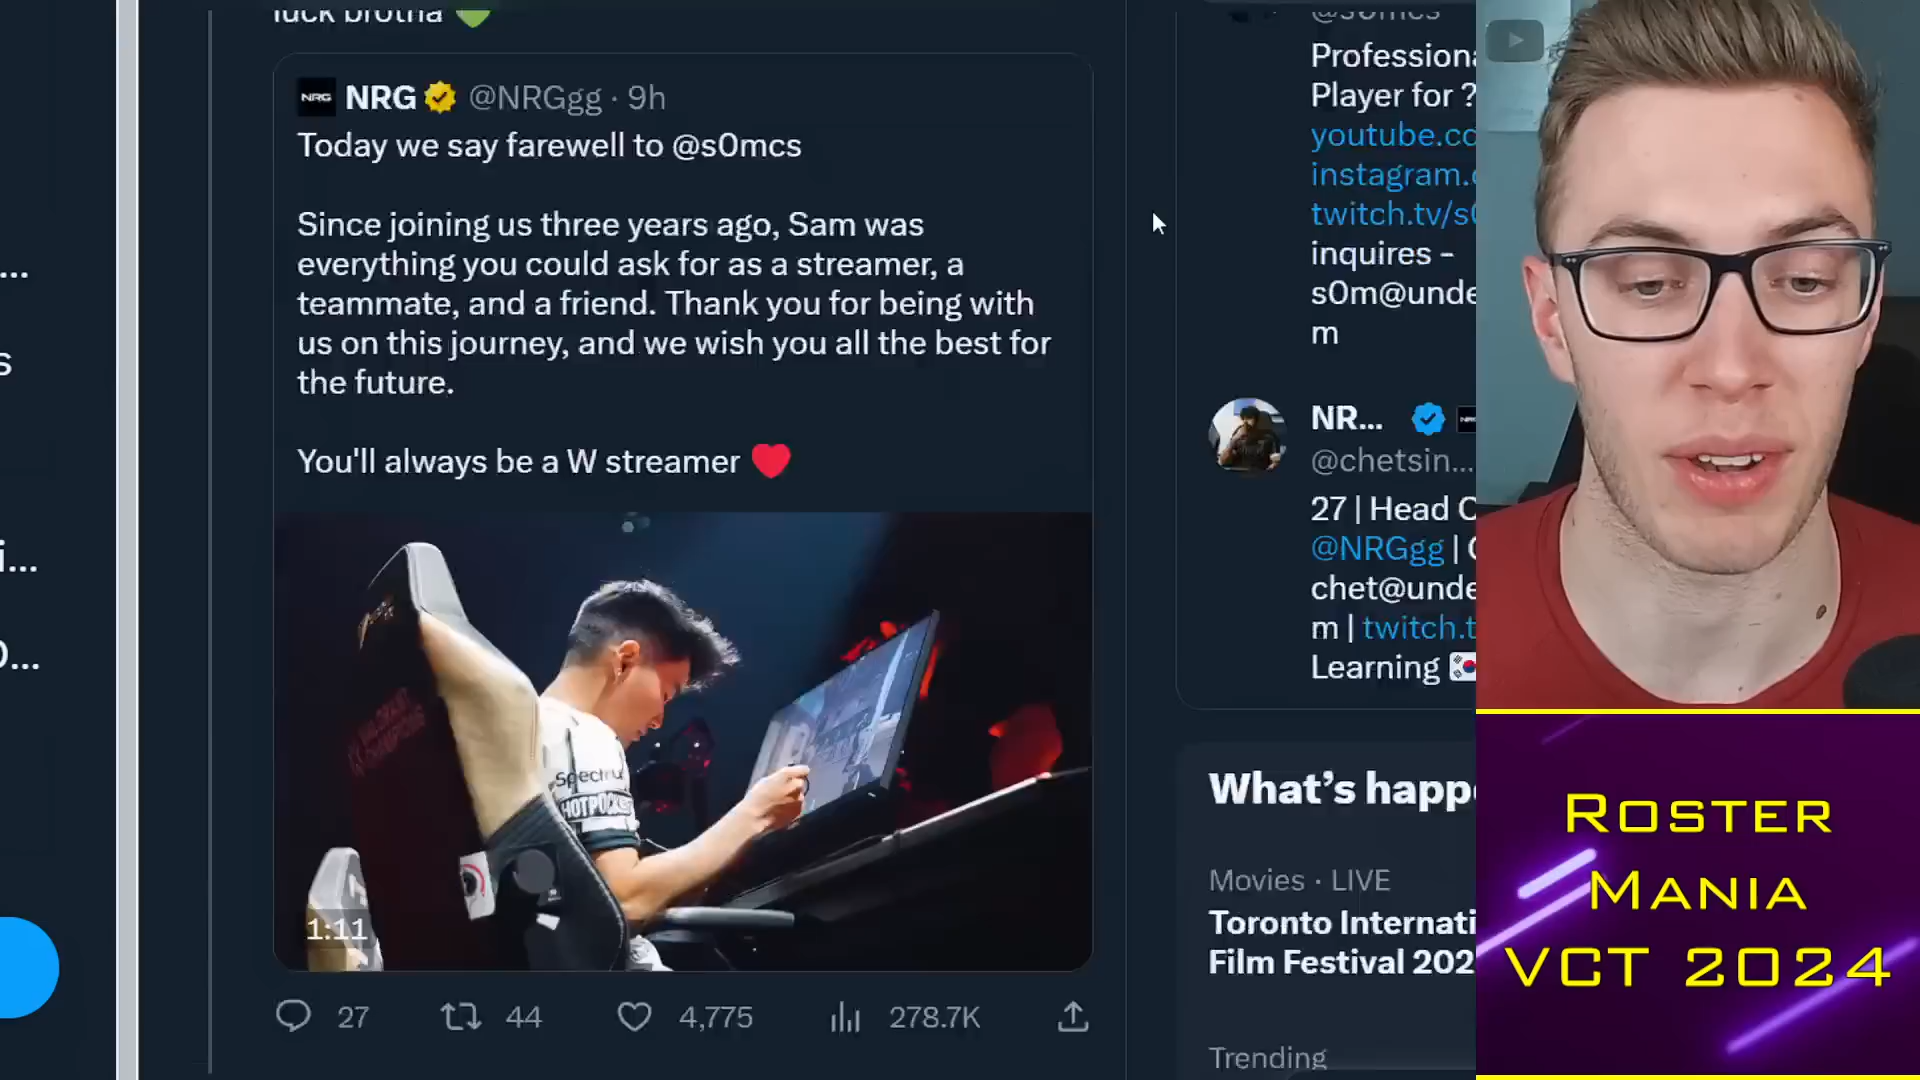 luck brotha
NRG @NRGgg · 9h
Today we say farewell to @s0mcs
Since joining us three years ago, Sam was
everything you could ask for as a streamer, a
teammate, and a friend. Thank you for being with
us on this journey, and we wish you all the best for
the future.
You'll always be a W streamer
Spectru
HOTPOCKE
1:11
27 44 4,775 278.7K
@s0mcs
Professiona
Player for ?
youtube.co
instagram.
twitch.tv/s0
inquires -
s0m@unde
m
NR...
@chetsin...
27 | Head C
@NRGgg |
chet@unde
m | twitch.t
Learning
What's happ
Movies · LIVE
Toronto Internati
Film Festival 202
Trending
ROSTER
MANIA
VCT 2024